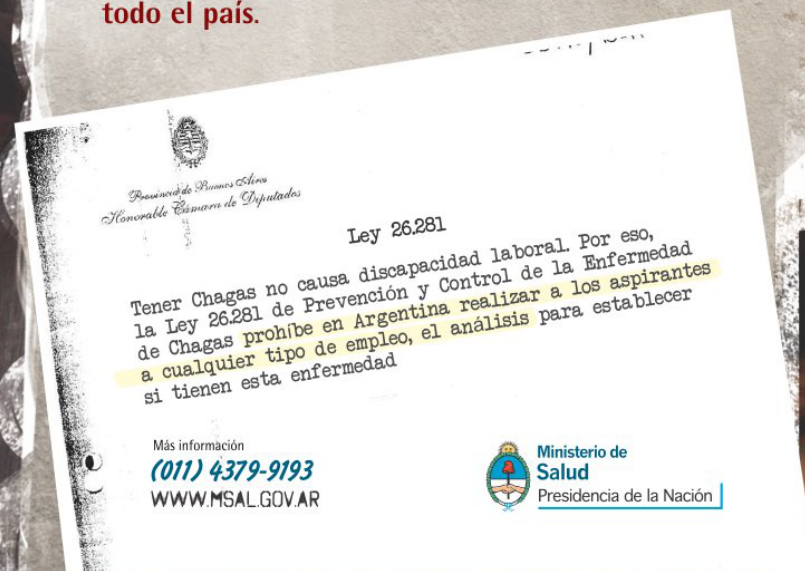 todo el país.
Provincia de Buenos Aires
Honorable Cámara de Diputados
Ley 26.281
Tener Chagas no causa discapacidad laboral. Por eso,
la Ley 26.281 de Prevención y Control de la Enfermedad
de Chagas prohíbe en Argentina realizar a los aspirantes
a cualquier tipo de empleo, el análisis para establecer
si tienen esta enfermedad
Más información
(011) 4379-9193
WWW.MSAL.GOV.AR
Ministerio de
Salud
Presidencia de la Nación